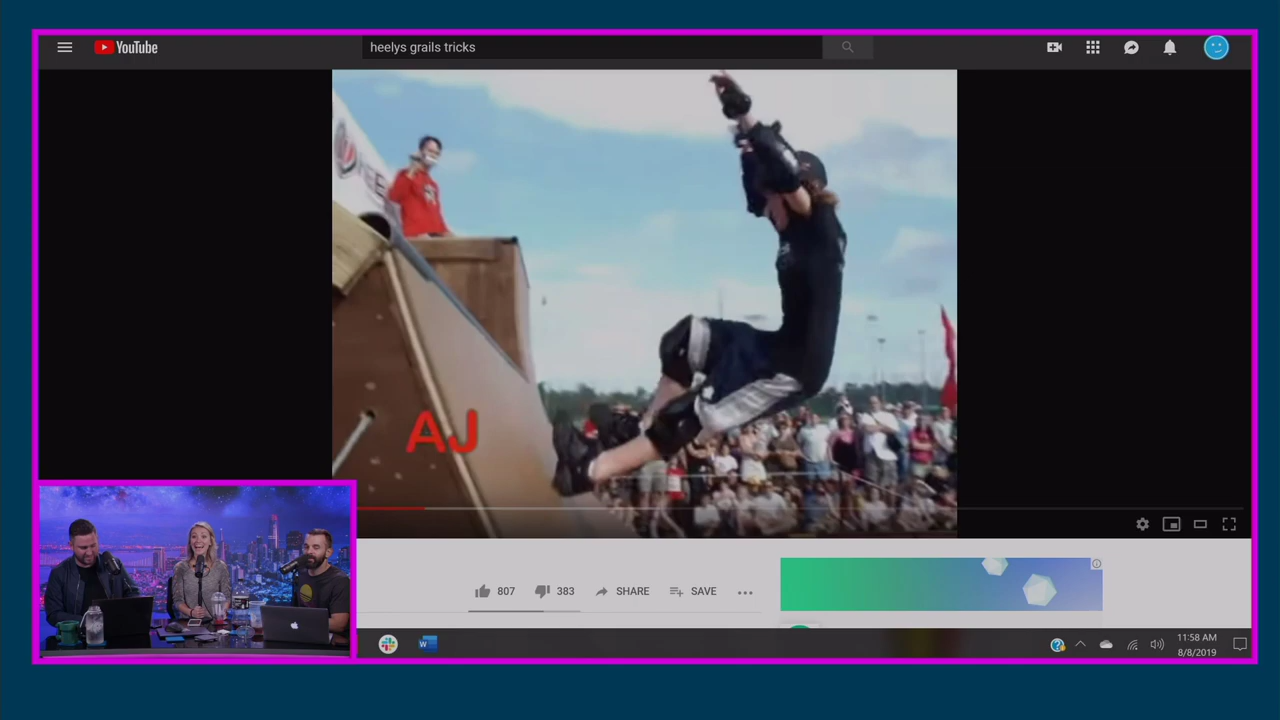 YouTube
heelys grails tricks
AJ
807
383
SHARE
SAVE
W
11:58 AM
8/8/2019